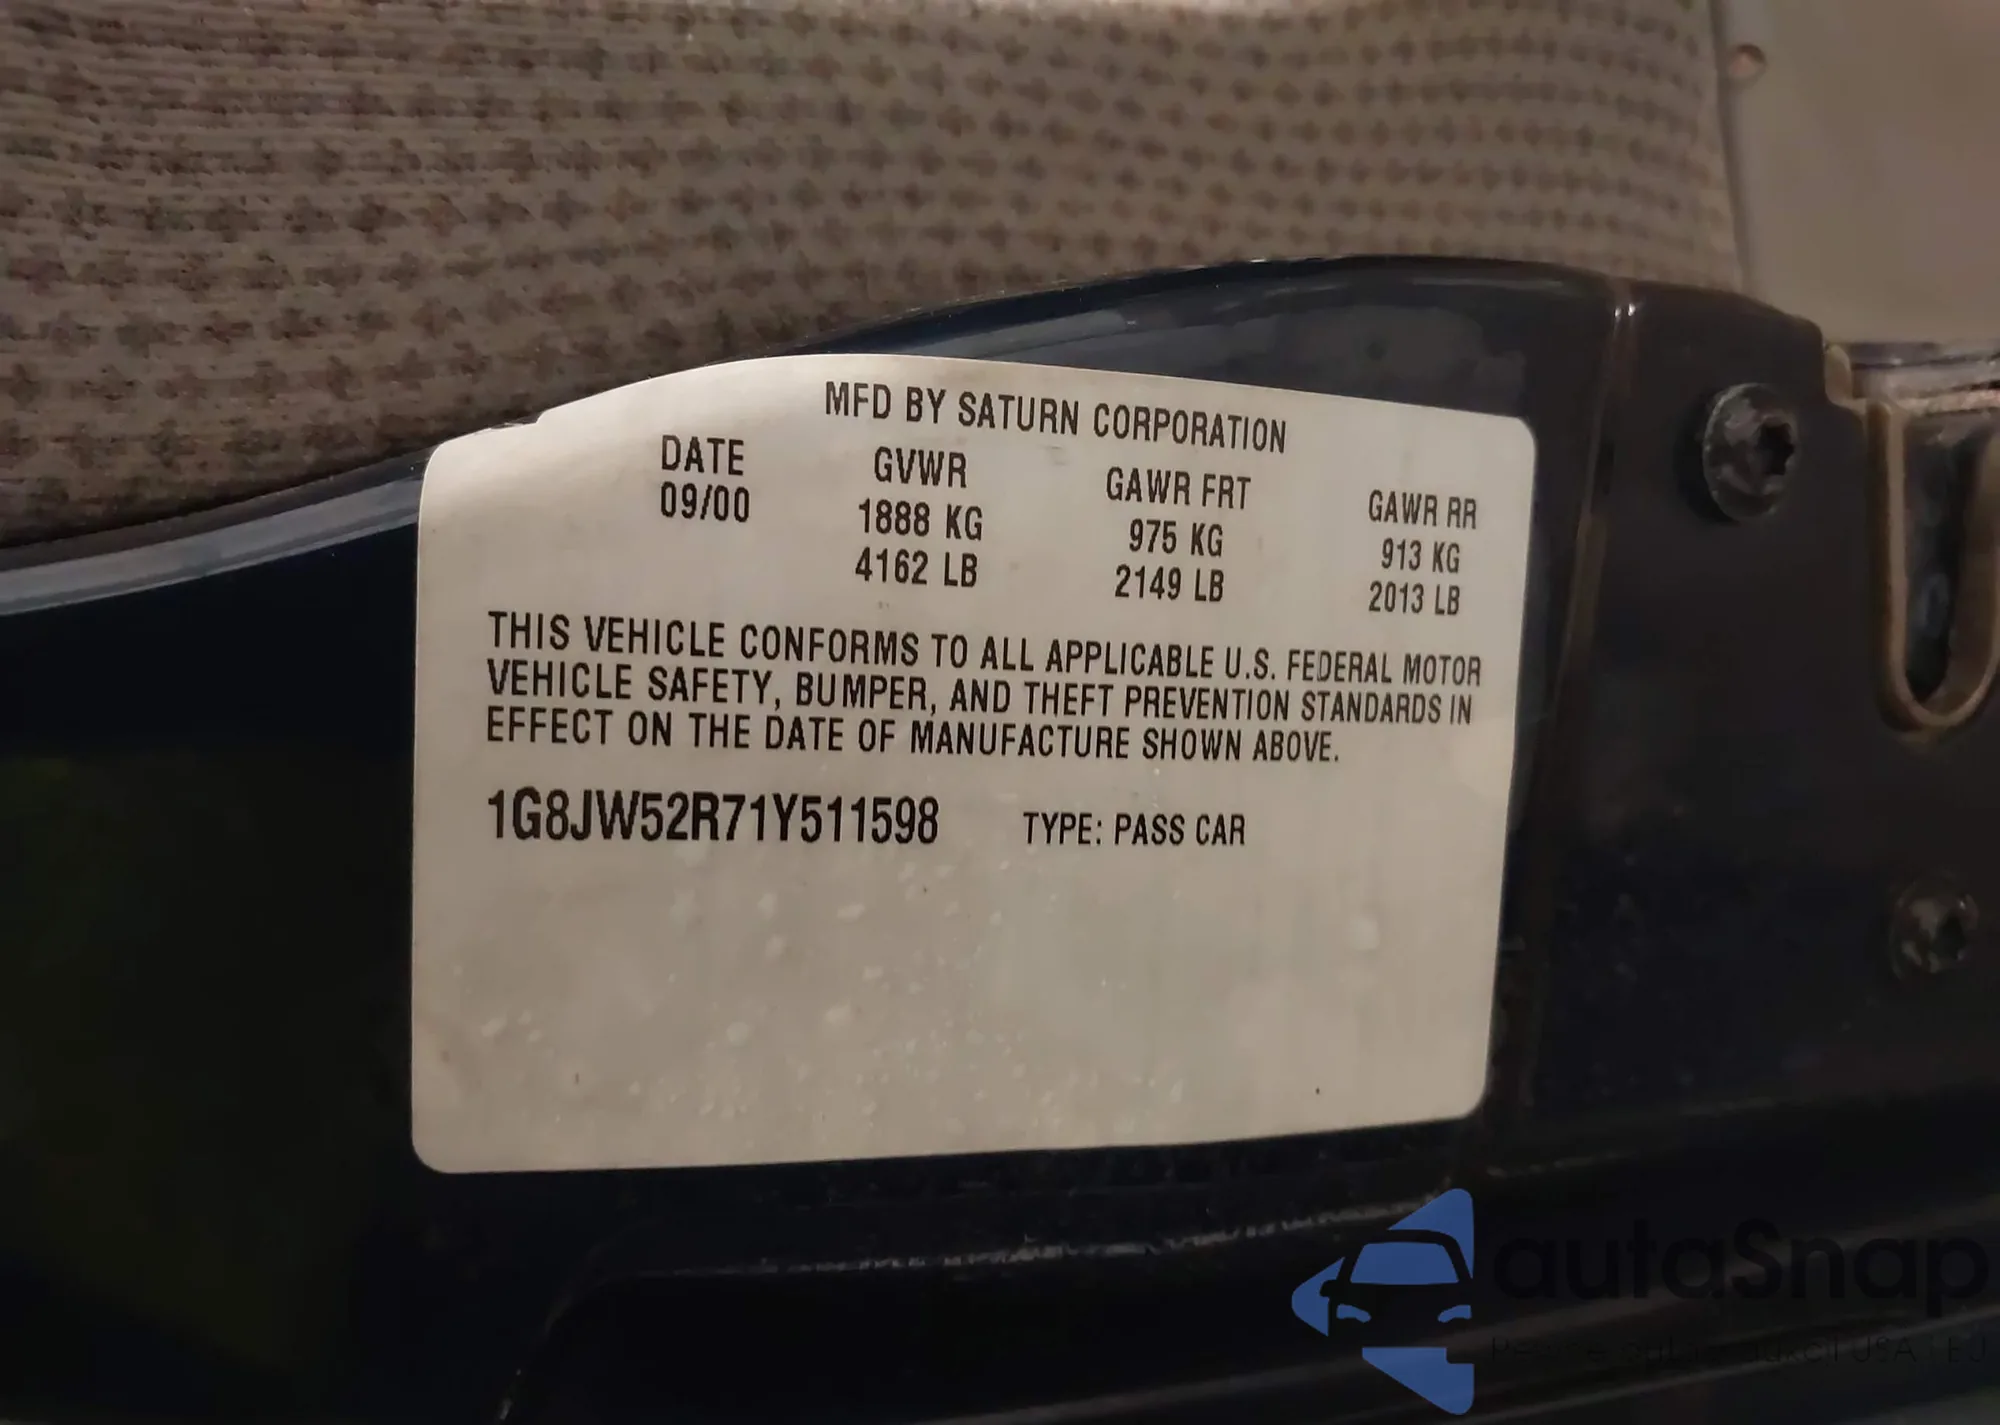 MFD BY SATURN CORPORATION
DATE GVWR GAWR FRT GAWR RR
09/00 1888 KG 975 KG 913 KG
4162 LB 2149 LB 2013 LB
THIS VEHICLE CONFORMS TO ALL APPLICABLE U.S. FEDERAL MOTOR
VEHICLE SAFETY, BUMPER, AND THEFT PREVENTION STANDARDS IN
EFFECT ON THE DATE OF MANUFACTURE SHOWN ABOVE.
1G8JW52R71Y511598 TYPE: PASS CAR
autaSnap
USA